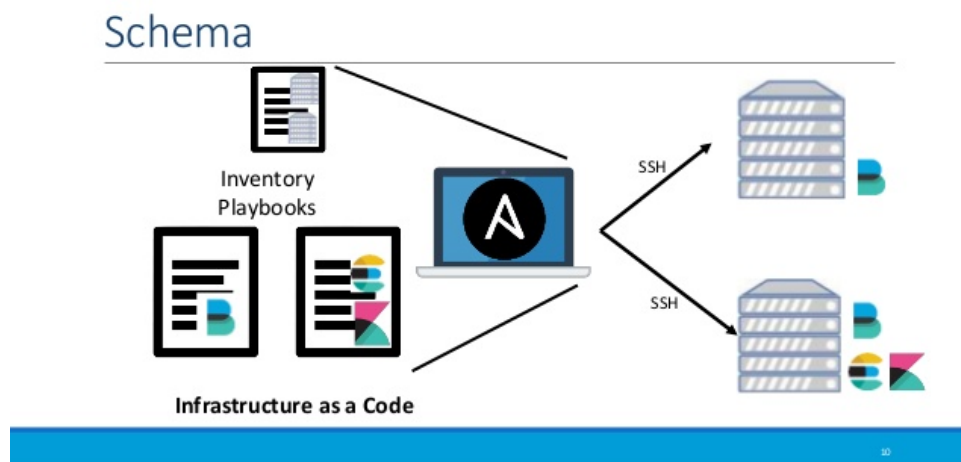 Schema
Inventory
Playbooks
SSH
SSH
Infrastructure as a Code
10